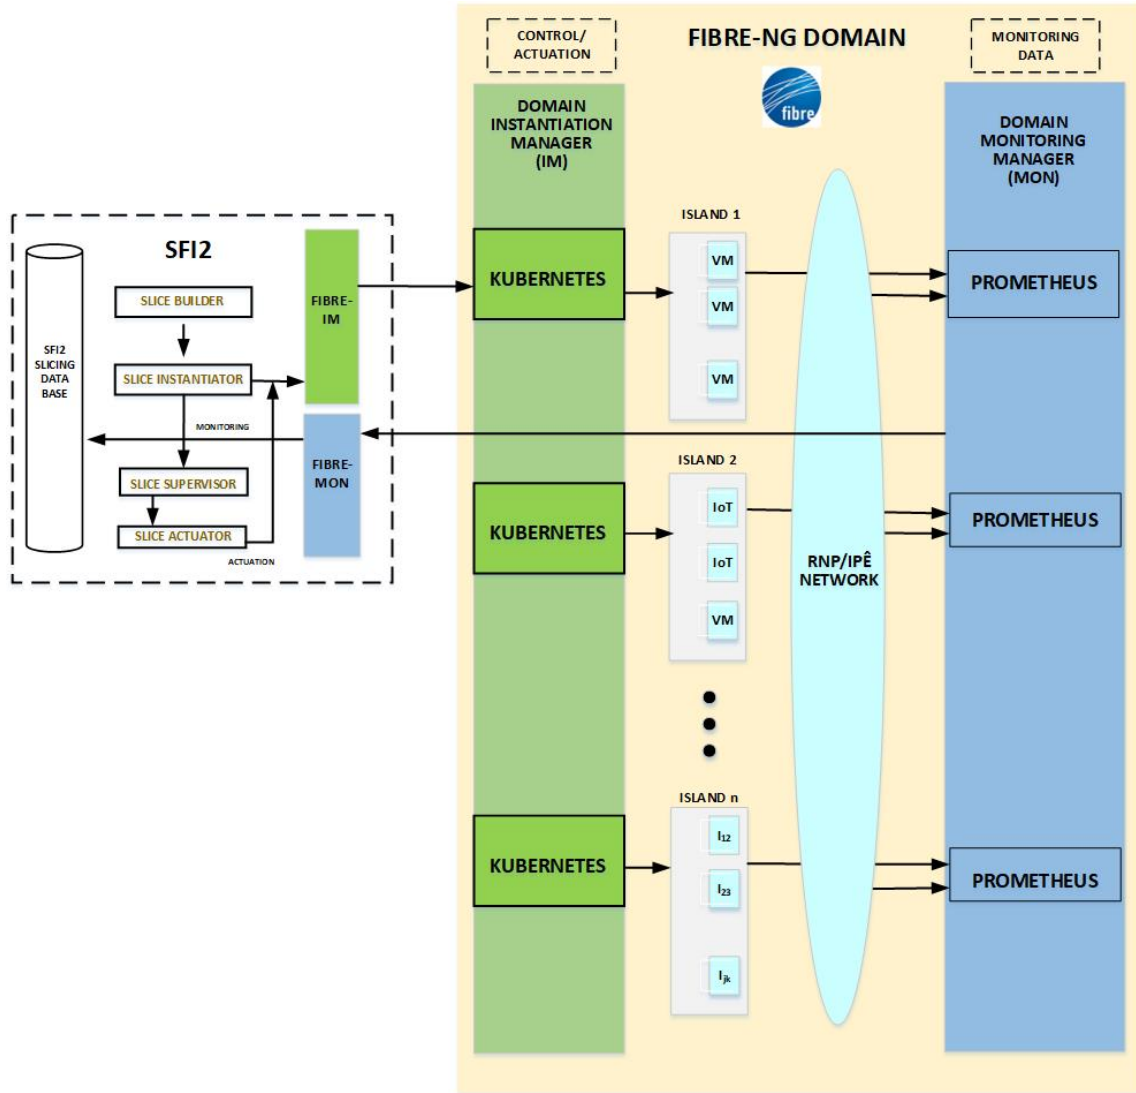 CONTROL/
ACTUATION
FIBRE-NG DOMAIN
MONITORING
DATA
fibre
DOMAIN
INSTANTIATION
MANAGER
(IM)
DOMAIN
MONITORING
MANAGER
(MON)
SFI2
SFI2
SLICING
DATA
BASE
SLICE BUILDER
SLICE INSTANTIATOR
MONITORING
SLICE SUPERVISOR
SLICE ACTUATOR
ACTUATION
FIBRE-
IM
FIBRE-
MON
KUBERNETES
ISLAND 1
VM
VM
VM
PROMETHEUS
KUBERNETES
ISLAND 2
IoT
IoT
VM
RNP/IPÊ
NETWORK
PROMETHEUS
KUBERNETES
ISLAND n
I₁₂
I₂₃
Iⱼₖ
PROMETHEUS